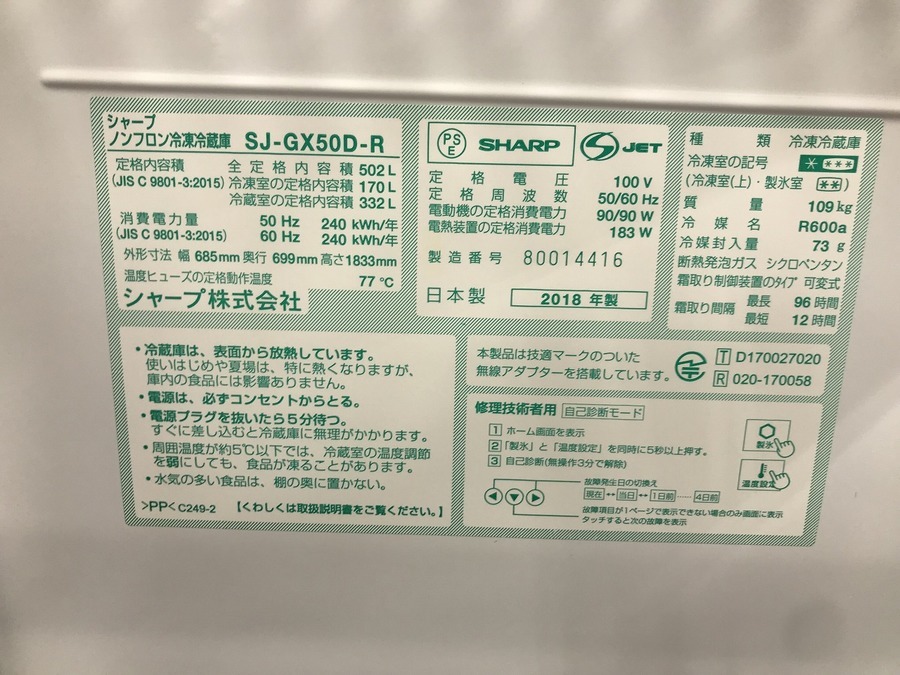 シャープ
ノンフロン冷凍冷蔵庫 SJ-GX50D-R
定格内容積 全定格内容積 502 L
(JIS C 9801-3:2015) 冷凍室の定格内容積 170 L
冷蔵室の定格内容積 332 L
消費電力量 50 Hz 240 kWh/年
(JIS C 9801-3:2015) 60 Hz 240 kWh/年
外形寸法 幅 685mm 奥行 699mm 高さ1833mm
温度ヒューズの定格動作温度 77 ℃
シャープ株式会社
PS E SHARP S JET
定格電圧 100 V
定格周波数 50/60 Hz
電動機の定格消費電力 90/90 W
電熱装置の定格消費電力 183 W
製造番号 80014416
日本製 2018 年製
種類 冷凍冷蔵庫
冷凍室の記号 * ***
(冷凍室(上)・製氷室 **)
質量 109kg
冷媒名 R600a
冷媒封入量 73 g
断熱発泡ガス シクロペンタン
霜取り制御装置のタイプ 可変式
霜取り間隔 最長 96 時間
最短 12 時間
・冷蔵庫は、表面から放熱しています。
使いはじめや夏場は、特に熱くなりますが、
庫内の食品には影響ありません。
・電源は、必ずコンセントからとる。
・電源プラグを抜いたら5分待つ。
すぐに差し込むと冷蔵庫に無理がかかります。
・周囲温度が約5℃以下では、冷蔵室の温度調節
を弱にしても、食品が凍ることがあります。
・水気の多い食品は、棚の奥に置かない。
>PP< C249-2 【くわしくは取扱説明書をご覧ください。】
本製品は技適マークのついた
無線アダプターを搭載しています。
T D170027020
R 020-170058
修理技術者用 自己診断モード
1 ホーム画面を表示
2 「製氷」と「温度設定」を同時に5秒以上押す。
3 自己診断(無操作3分で解除)
製氷
温度設定
故障発生日の切換え
現在 ↔ 当日 ↔ 1日前 …… 4日前
故障項目が1ページで表示できない場合のみ画面に表示
タッチすると次の故障を表示